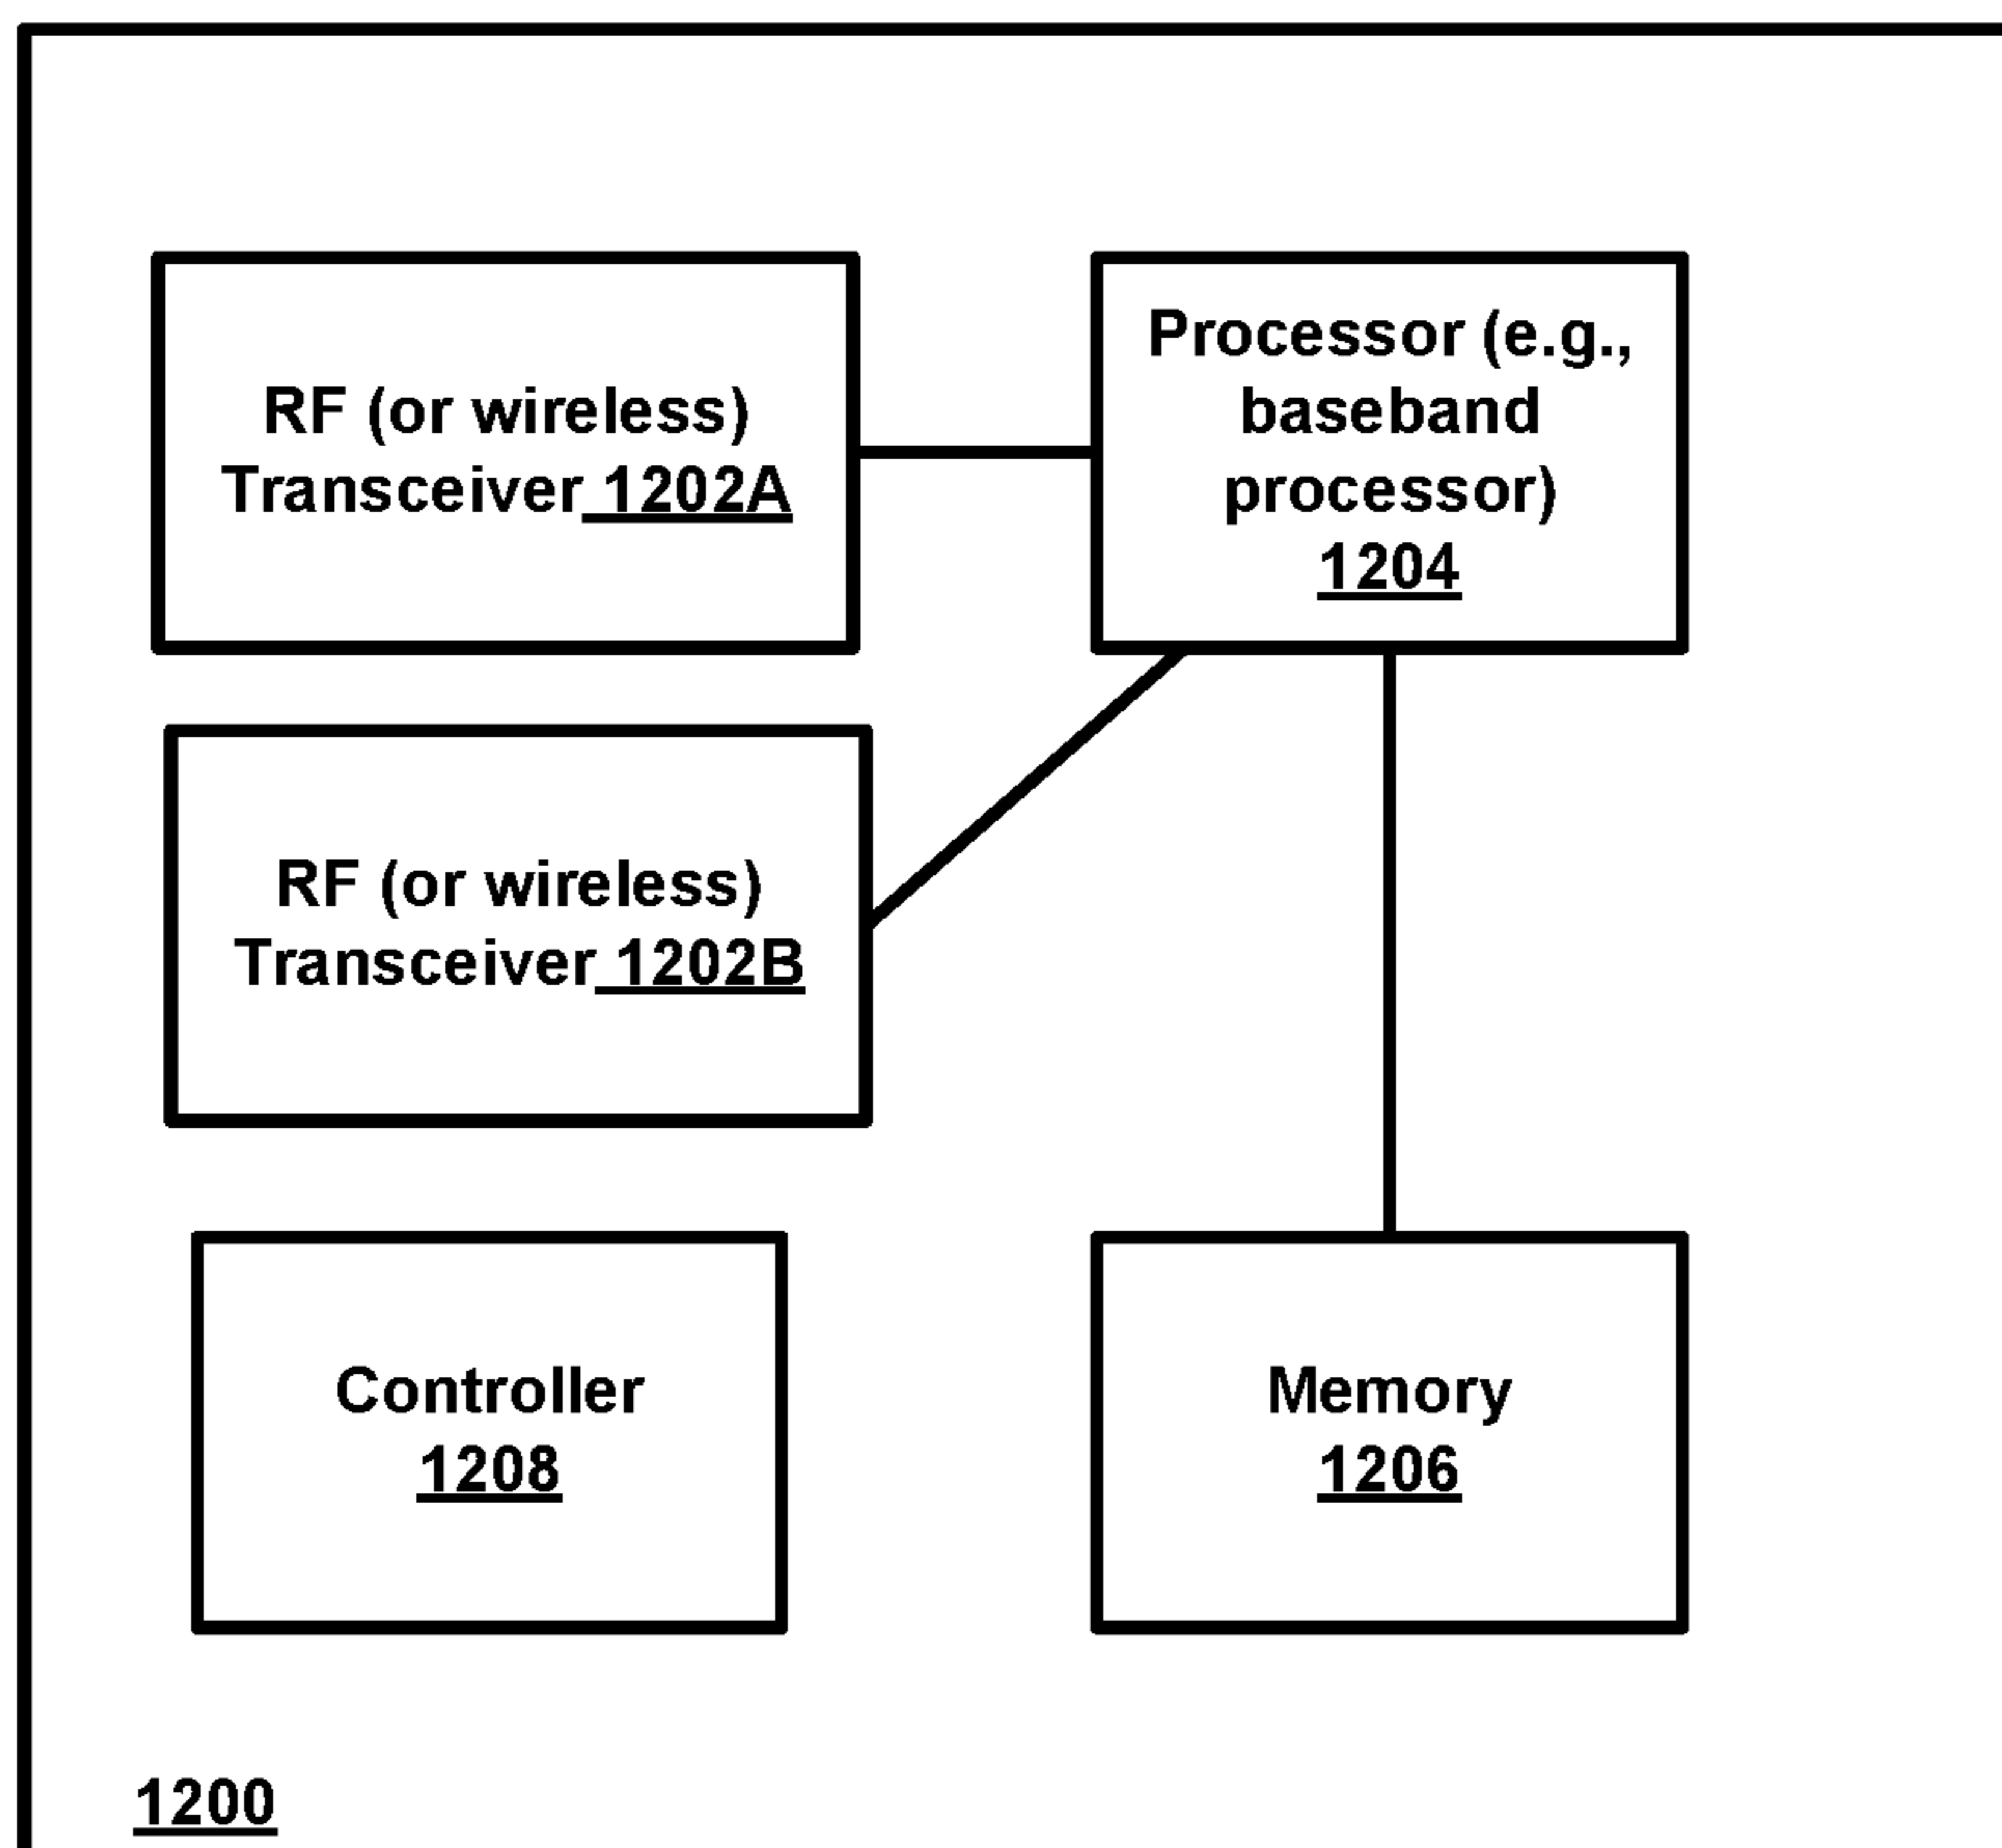 RF (or wireless)
Transceiver 1202A
Processor (e.g.,
baseband
processor)
1204
RF (or wireless)
Transceiver 1202B
Controller
1208
Memory
1206
1200